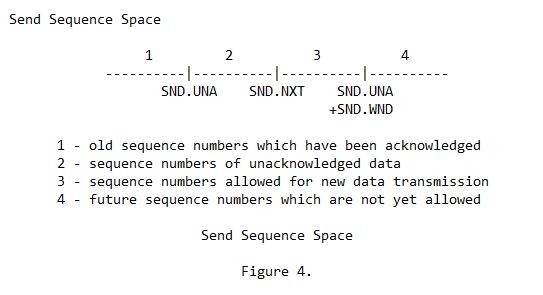 Send Sequence Space
1 2 3 4
----------|----------|----------|----------
SND.UNA SND.NXT SND.UNA
+SND.WND
1 - old sequence numbers which have been acknowledged
2 - sequence numbers of unacknowledged data
3 - sequence numbers allowed for new data transmission
4 - future sequence numbers which are not yet allowed
Send Sequence Space
Figure 4.